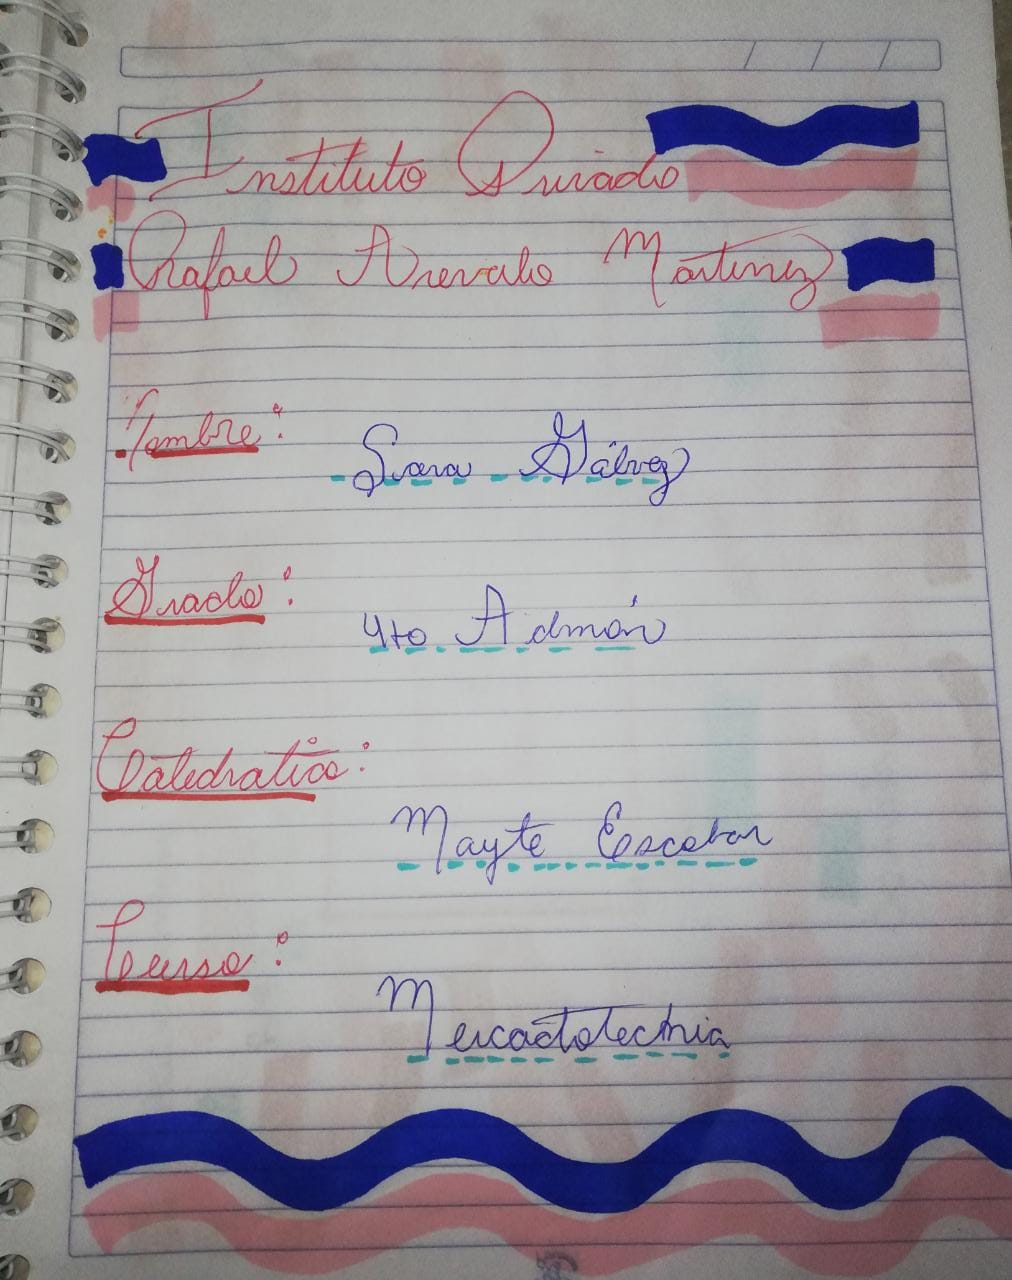 Instituto Privado
Rafael Arevalo Martinez
Nombre:
Sara Gálvez
Grado:
4to Admón
Catedratico:
Mayte Escobar
Curso:
Mercadotecnia